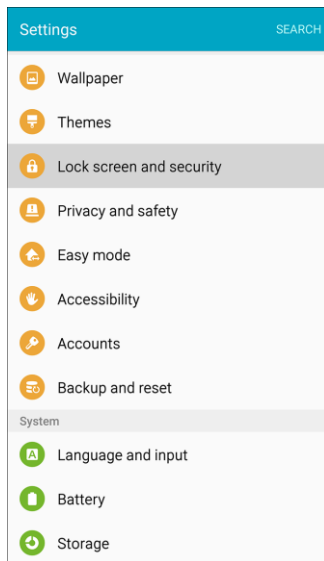 Settings SEARCH
Wallpaper
Themes
Lock screen and security
Privacy and safety
Easy mode
Accessibility
Accounts
Backup and reset
System
A Language and input
Battery
Storage